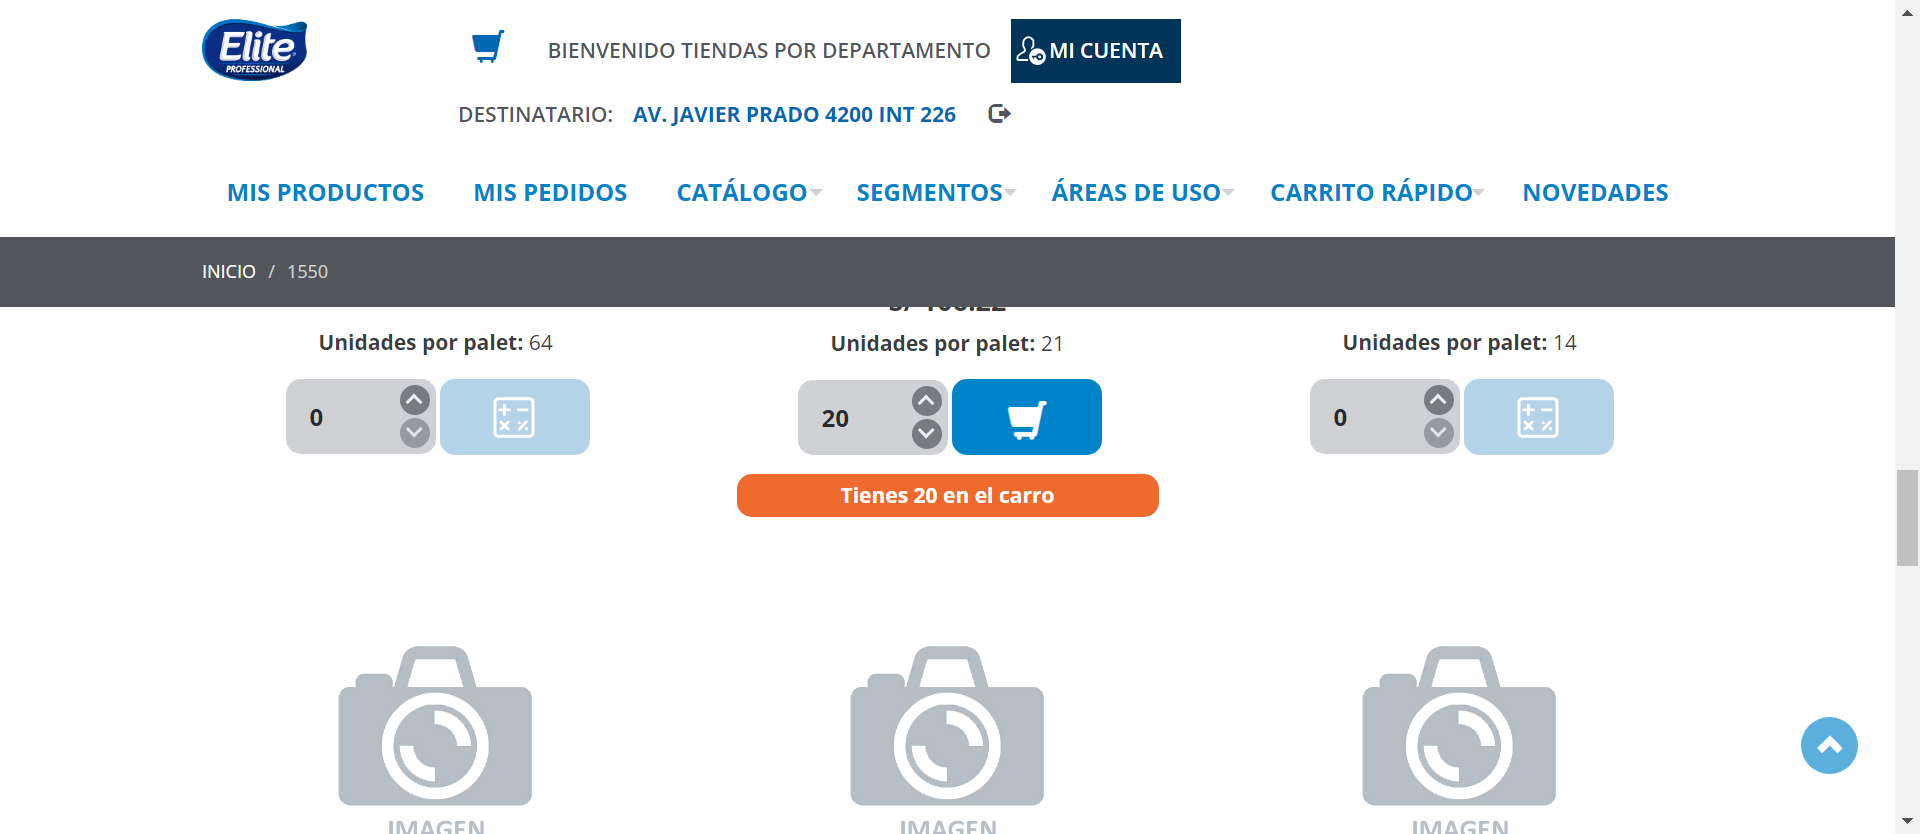 Elite
PROFESSIONAL
BIENVENIDO TIENDAS POR DEPARTAMENTO
MI CUENTA
DESTINATARIO: AV. JAVIER PRADO 4200 INT 226
MIS PRODUCTOS MIS PEDIDOS CATÁLOGO SEGMENTOS ÁREAS DE USO CARRITO RÁPIDO NOVEDADES
INICIO / 1550
Unidades por palet: 64
Unidades por palet: 21
Unidades por palet: 14
0
20
0
Tienes 20 en el carro
IMAGEN
IMAGEN
IMAGEN